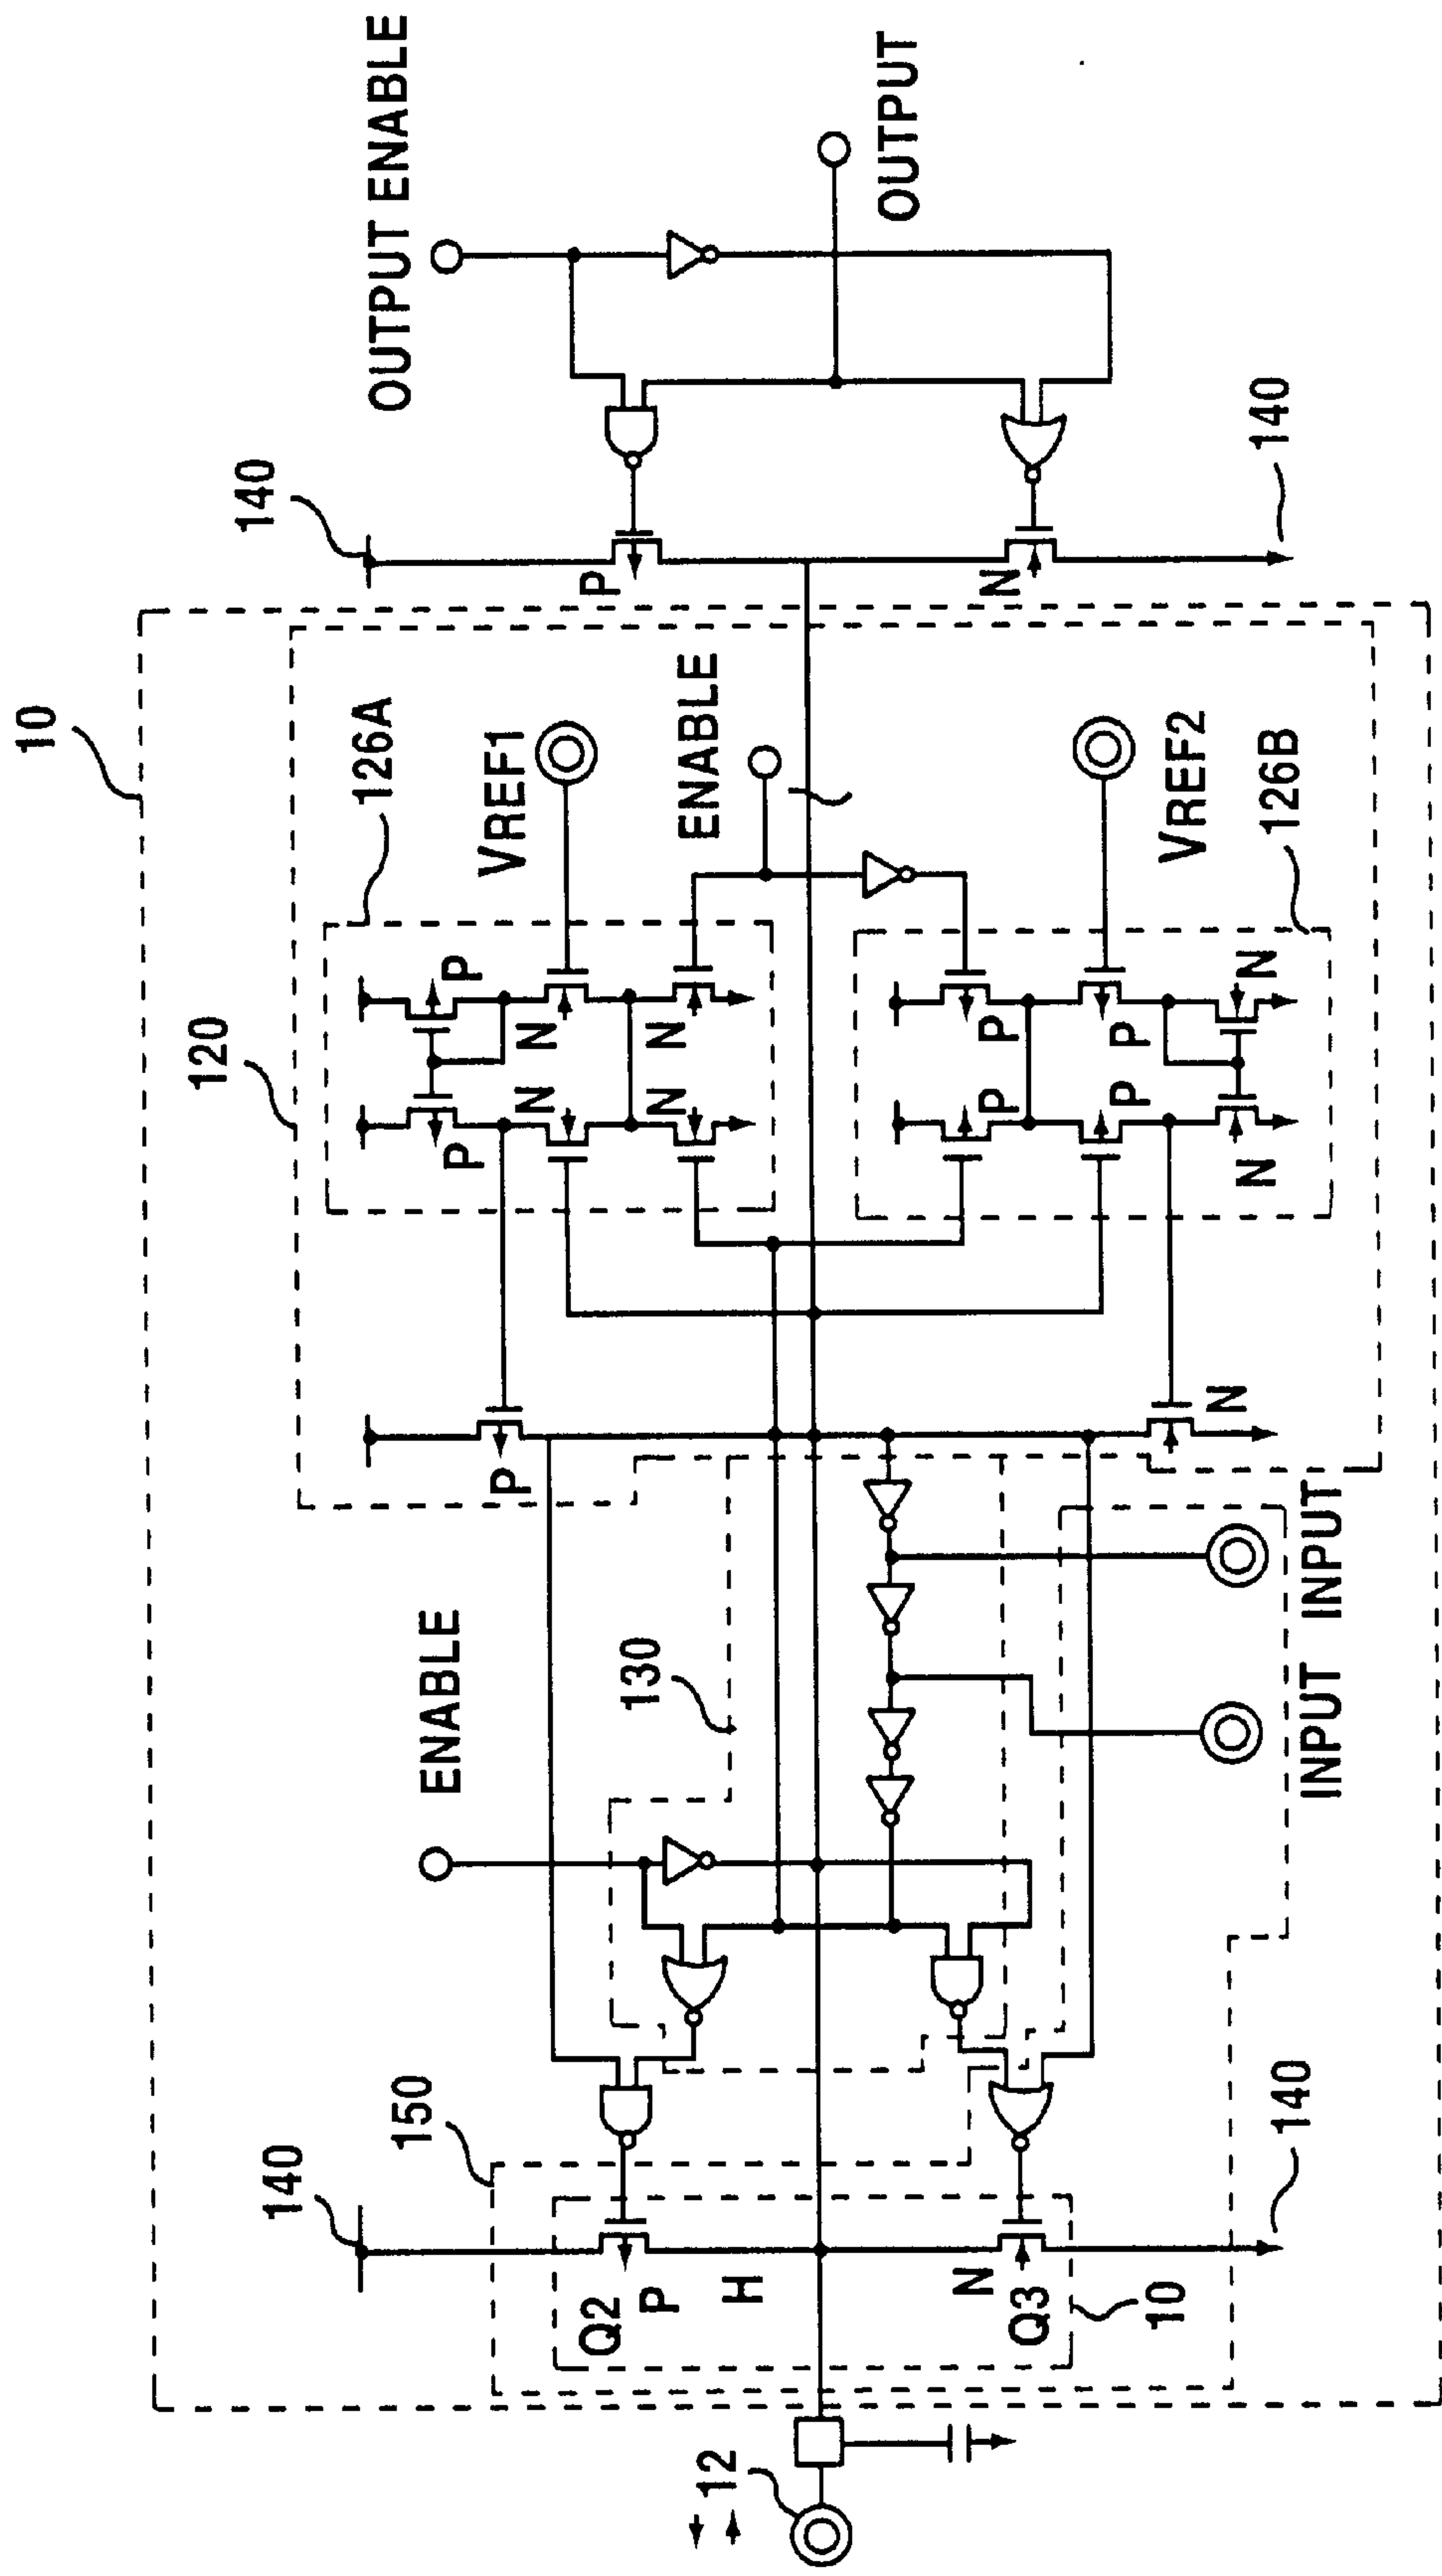 OUTPUT ENABLE
OUTPUT
140
140
P
N
10
120
126A
VREF1
ENABLE
VREF2
126B
P
P
N
N
N
N
P
P
P
P
N
N
P
N
ENABLE
130
INPUT
INPUT
150
140
140
Q2
P
H
N
Q3
10
12